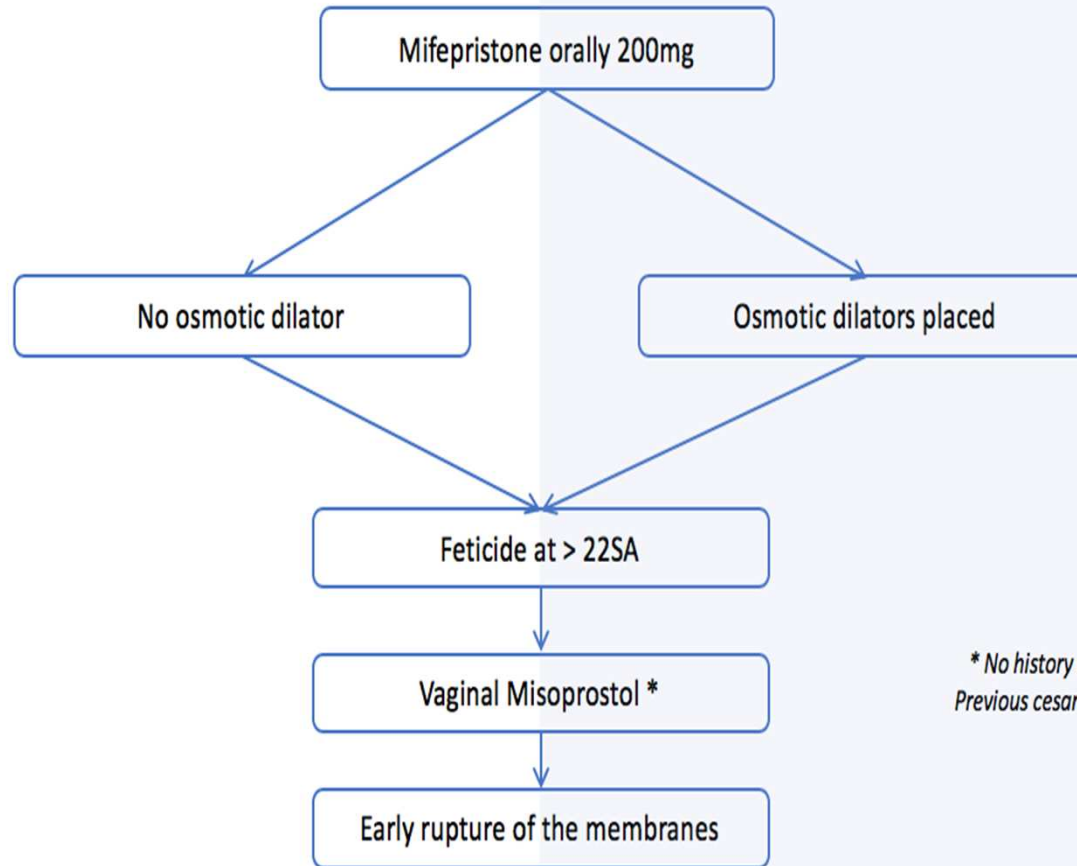 Mifepristone orally 200mg
No osmotic dilator
Osmotic dilators placed
Feticide at > 22SA
Vaginal Misoprostol *
* No history
Previous cesar
Early rupture of the membranes